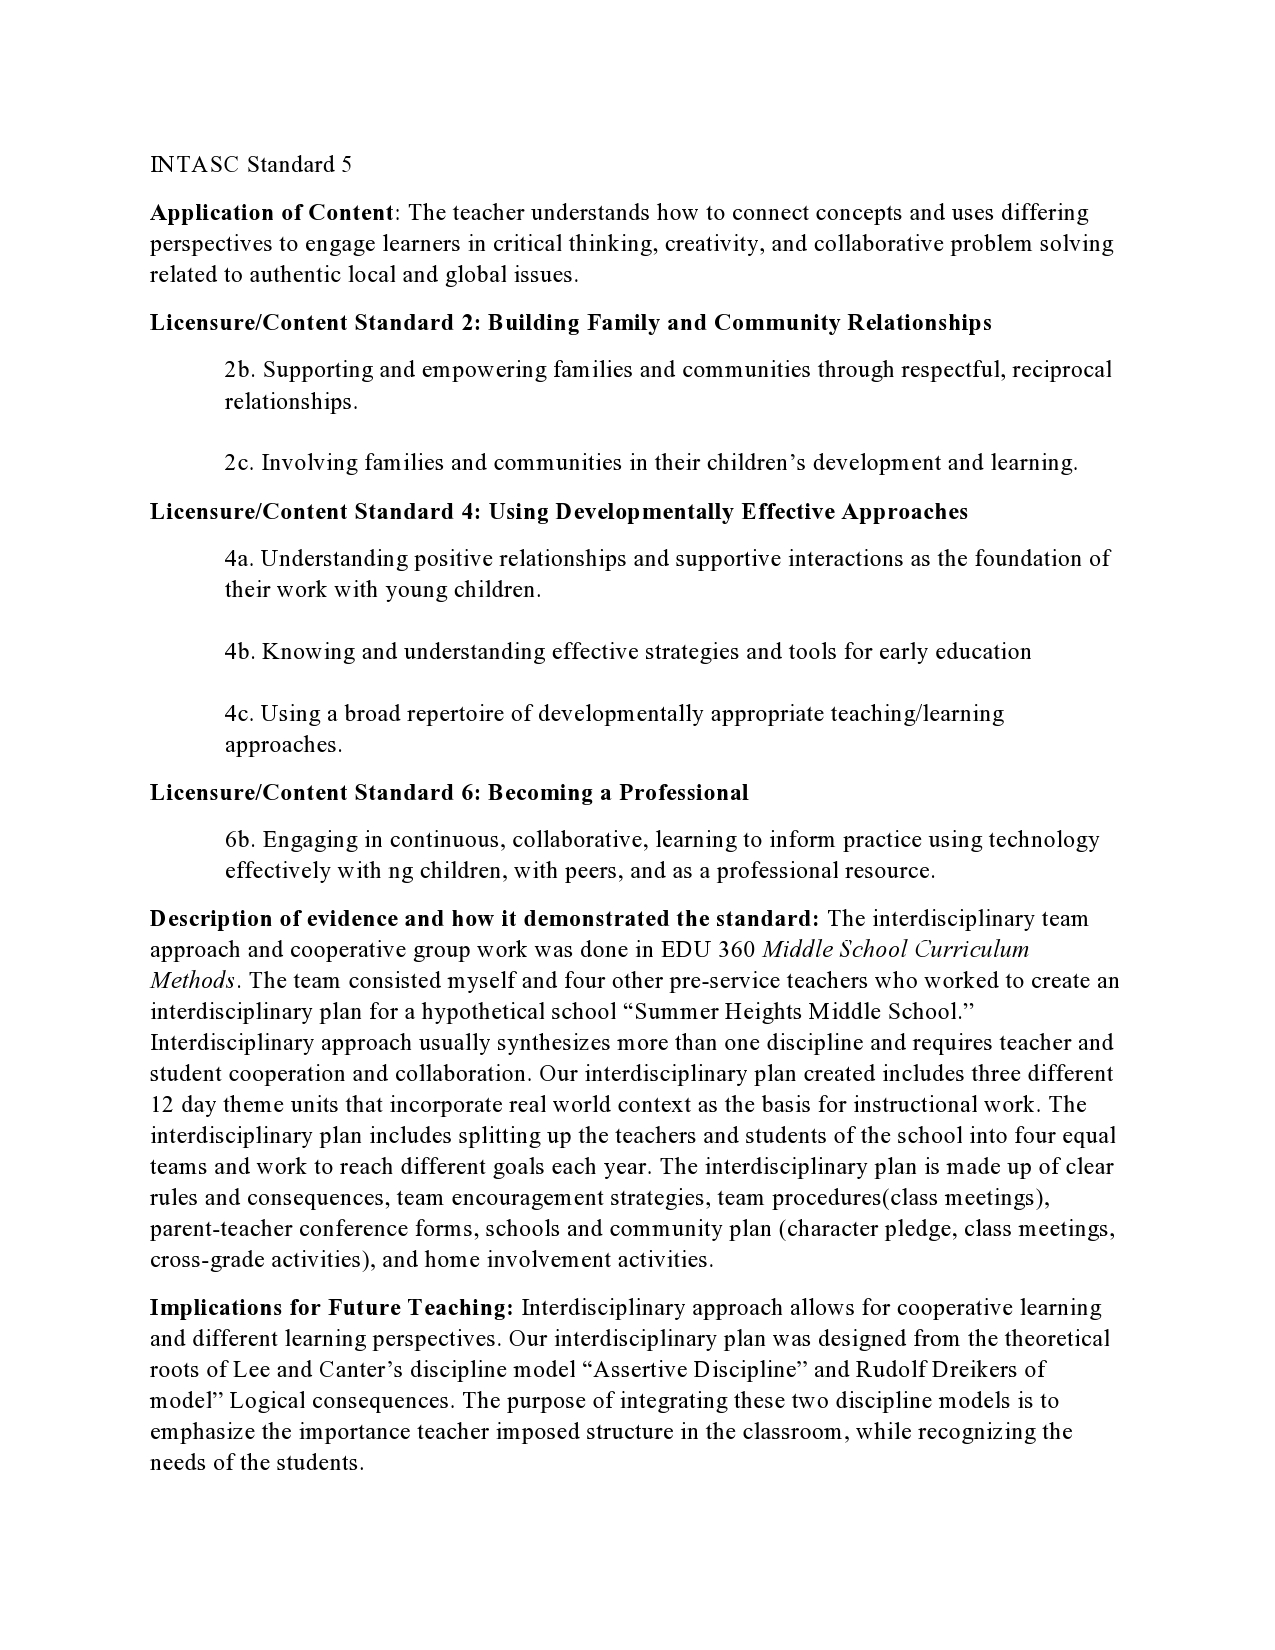 INTASC Standard 5
Application of Content: The teacher understands how to connect concepts and uses differing
perspectives to engage learners in critical thinking, creativity, and collaborative problem solving
related to authentic local and global issues.
Licensure/Content Standard 2: Building Family and Community Relationships
2b. Supporting and empowering families and communities through respectful, reciprocal
relationships.
2c. Involving families and communities in their children’s development and learning.
Licensure/Content Standard 4: Using Developmentally Effective Approaches
4a. Understanding positive relationships and supportive interactions as the foundation of
their work with young children.
4b. Knowing and understanding effective strategies and tools for early education
4c. Using a broad repertoire of developmentally appropriate teaching/learning
approaches.
Licensure/Content Standard 6: Becoming a Professional
6b. Engaging in continuous, collaborative, learning to inform practice using technology
effectively with ng children, with peers, and as a professional resource.
Description of evidence and how it demonstrated the standard: The interdisciplinary team
approach and cooperative group work was done in EDU 360 Middle School Curriculum
Methods. The team consisted myself and four other pre-service teachers who worked to create an
interdisciplinary plan for a hypothetical school “Summer Heights Middle School.”
Interdisciplinary approach usually synthesizes more than one discipline and requires teacher and
student cooperation and collaboration. Our interdisciplinary plan created includes three different
12 day theme units that incorporate real world context as the basis for instructional work. The
interdisciplinary plan includes splitting up the teachers and students of the school into four equal
teams and work to reach different goals each year. The interdisciplinary plan is made up of clear
rules and consequences, team encouragement strategies, team procedures(class meetings),
parent-teacher conference forms, schools and community plan (character pledge, class meetings,
cross-grade activities), and home involvement activities.
Implications for Future Teaching: Interdisciplinary approach allows for cooperative learning
and different learning perspectives. Our interdisciplinary plan was designed from the theoretical
roots of Lee and Canter’s discipline model “Assertive Discipline” and Rudolf Dreikers of
model” Logical consequences. The purpose of integrating these two discipline models is to
emphasize the importance teacher imposed structure in the classroom, while recognizing the
needs of the students.